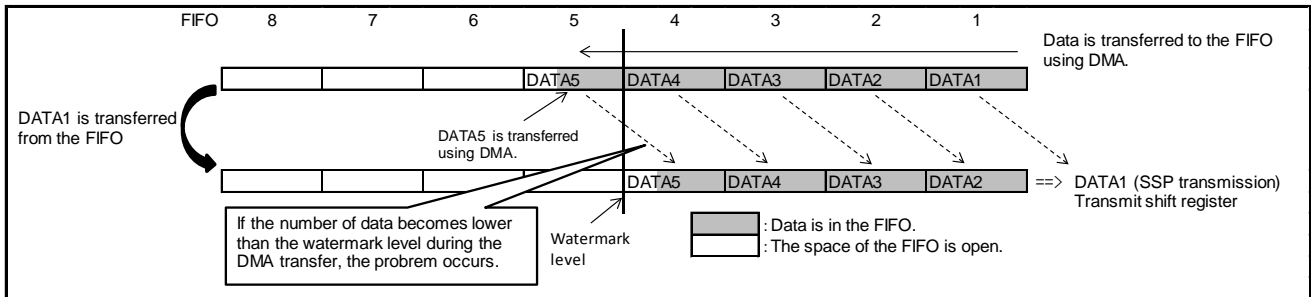 FIFO 8 7 6 5 4 3 2 1
Data is transferred to the FIFO
using DMA.
DATA5 DATA4 DATA3 DATA2 DATA1
DATA1 is transferred
from the FIFO
DATA5 is transferred
using DMA.
DATA5 DATA4 DATA3 DATA2 ==> DATA1 (SSP transmission)
Transmit shift register
If the number of data becomes lower
than the watermark level during the
DMA transfer, the probrem occurs.
Watermark
level
: Data is in the FIFO.
: The space of the FIFO is open.